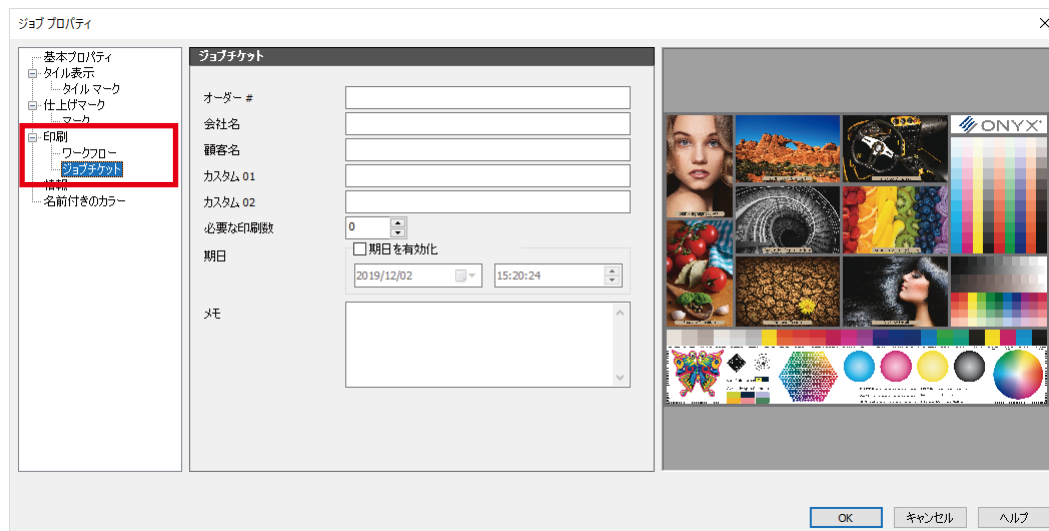 ジョブ プロパティ
基本プロパティ
タイル表示
タイル マーク
仕上げマーク
マーク
印刷
ワークフロー
ジョブチケット
情報
名前付きのカラー
ジョブチケット
オーダー #
会社名
顧客名
カスタム 01
カスタム 02
必要な印刷数
0
期日
期日を有効化
2019/12/02
15:20:24
メモ
ONYX
OK
キャンセル
ヘルプ